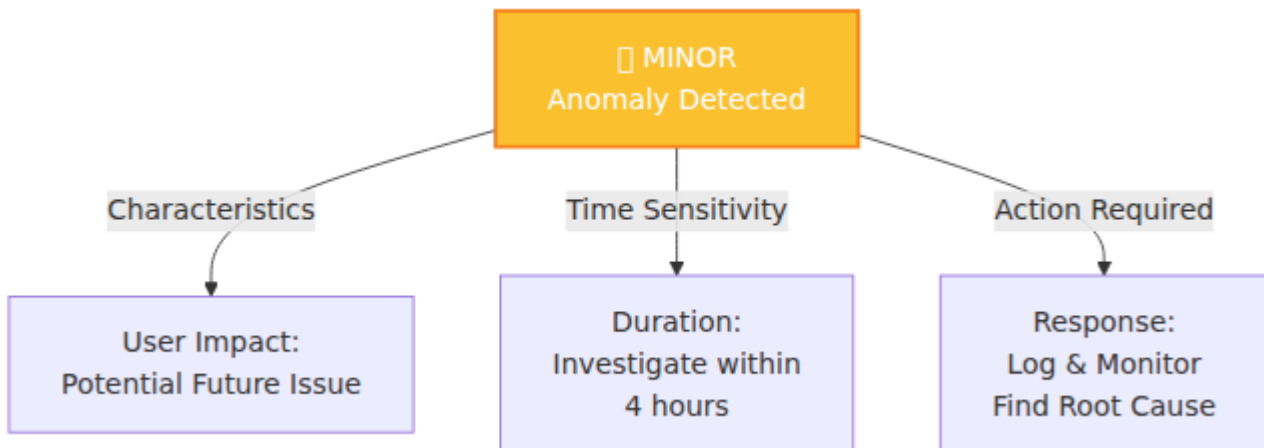 MINOR
Anomaly Detected
Characteristics
Time Sensitivity
Action Required
User Impact:
Potential Future Issue
Duration:
Investigate within
4 hours
Response:
Log & Monitor
Find Root Cause